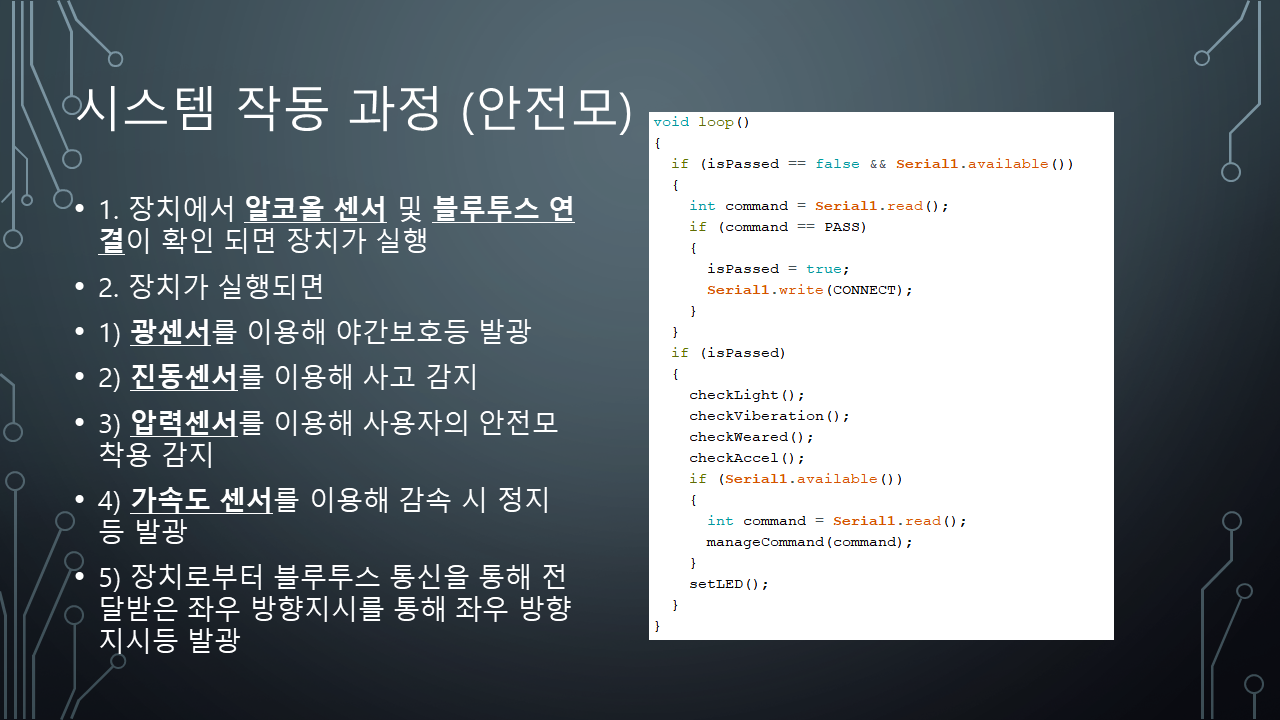 시스템 작동 과정 (안전모)
• 1. 장치에서 알코올 센서 및 블루투스 연
결이 확인 되면 장치가 실행
• 2. 장치가 실행되면
• 1) 광센서를 이용해 야간보호등 발광
• 2) 진동센서를 이용해 사고 감지
• 3) 압력센서를 이용해 사용자의 안전모
착용 감지
• 4) 가속도 센서를 이용해 감속 시 정지
등 발광
• 5) 장치로부터 블루투스 통신을 통해 전
달받은 좌우 방향지시를 통해 좌우 방향
지시등 발광
void loop()
{
  if (isPassed == false && Serial1.available())
  {
    int command = Serial1.read();
    if (command == PASS)
    {
      isPassed = true;
      Serial1.write(CONNECT);
    }
  }
  if (isPassed)
  {
    checkLight();
    checkViberation();
    checkWeared();
    checkAccel();
    if (Serial1.available())
    {
      int command = Serial1.read();
      manageCommand(command);
    }
    setLED();
  }
}